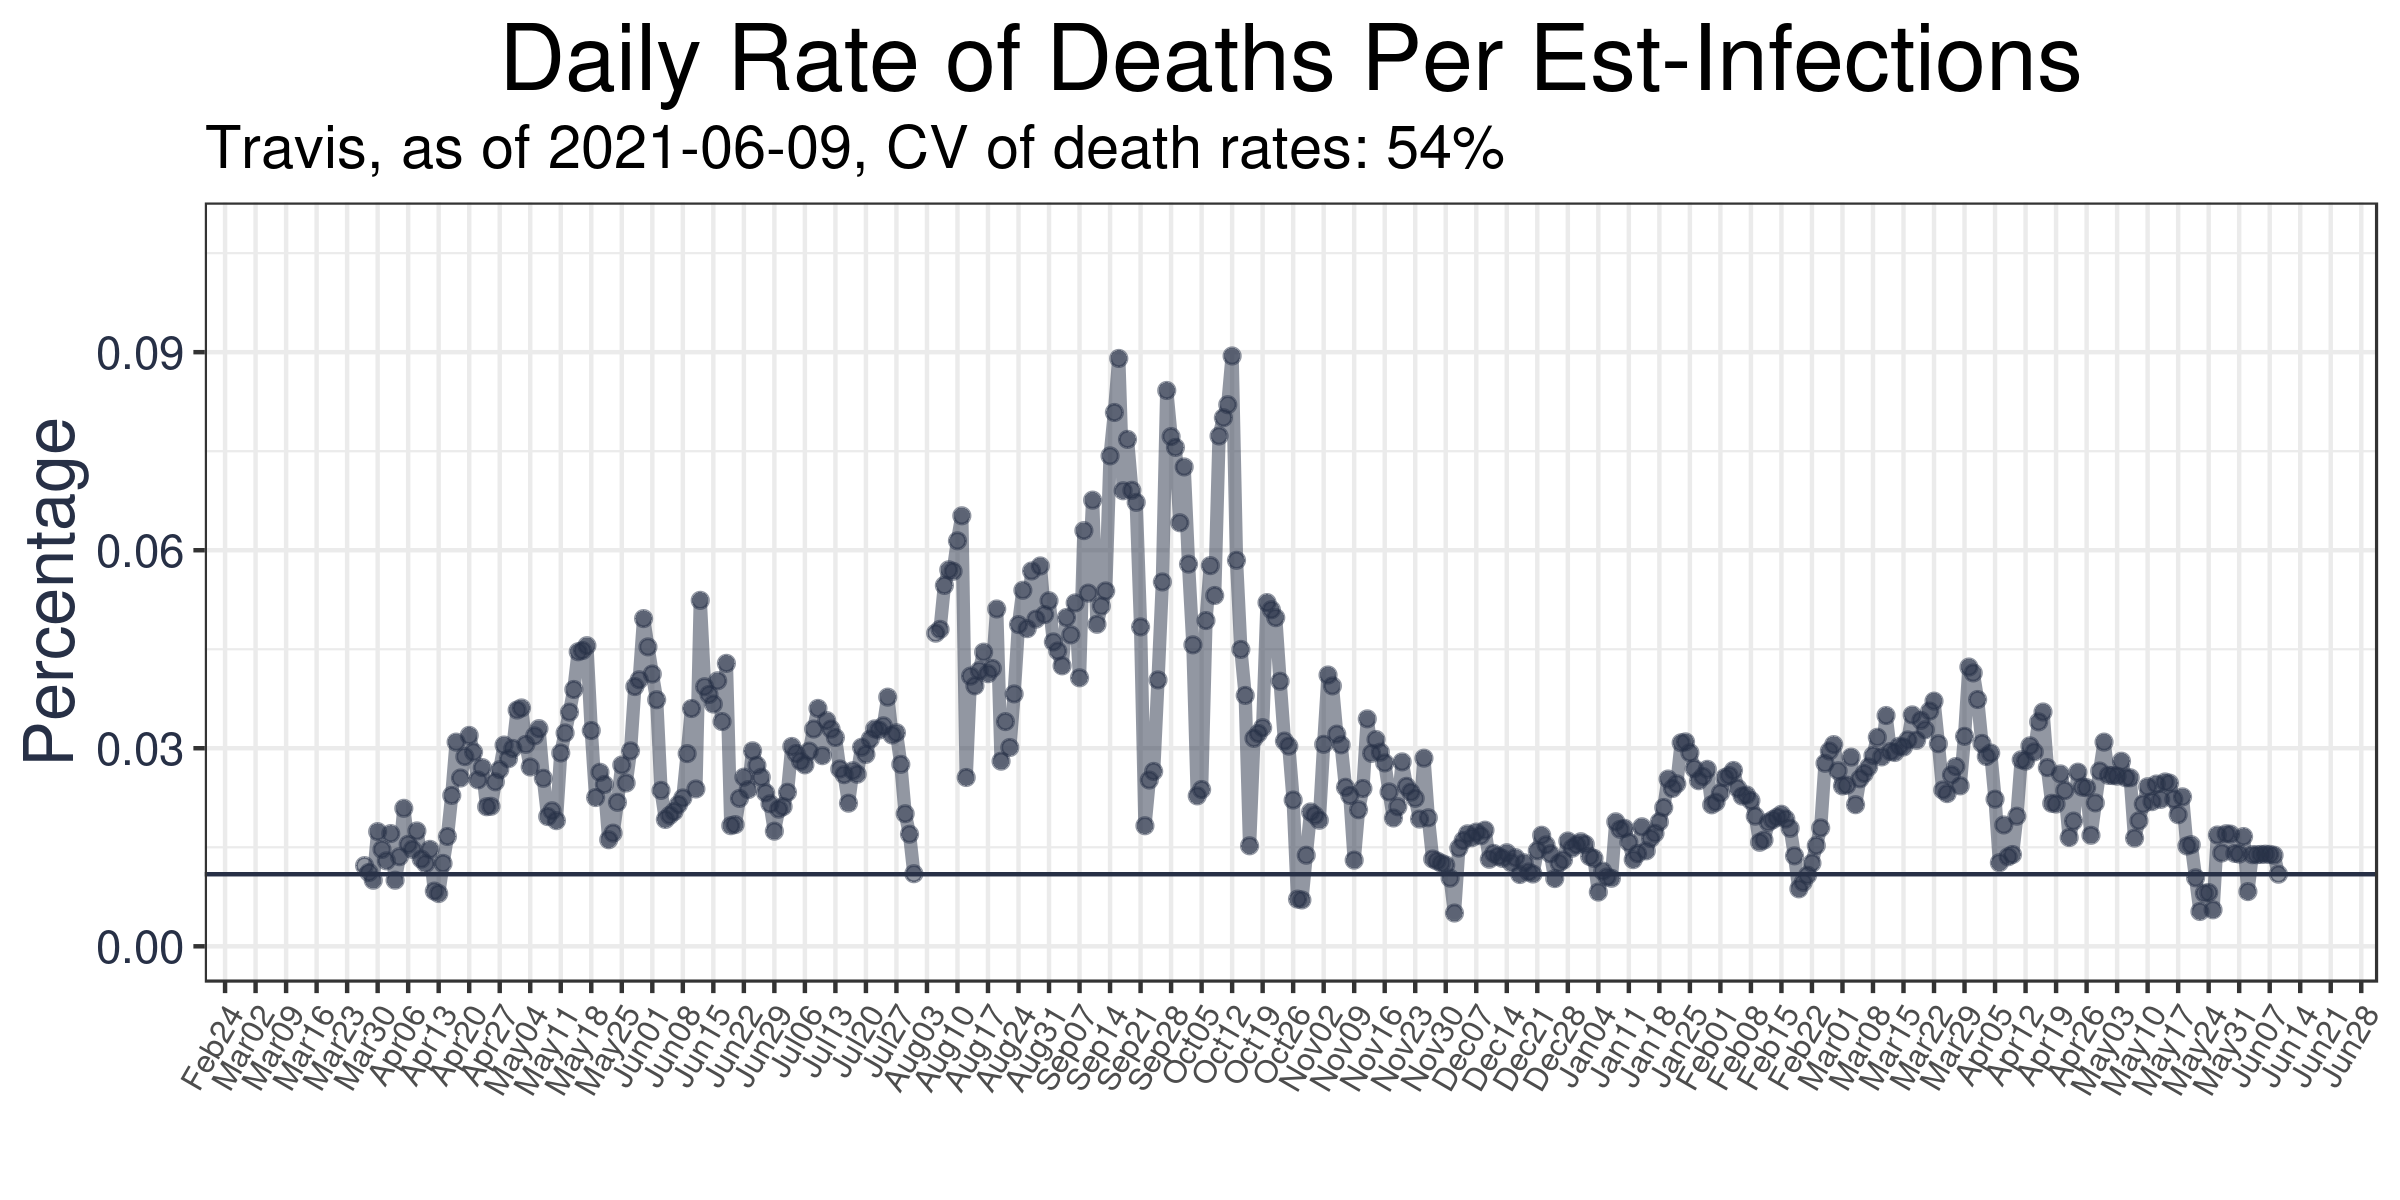 Daily Rate of Deaths Per Est-Infections
Travis, as of 2021-06-09, CV of death rates: 54%
Percentage
0.09
0.06
0.03
0.00
Feb24
Mar02
Mar09
Mar16
Mar23
Mar30
Apr06
Apr13
Apr20
Apr27
May04
May11
May18
May25
Jun01
Jun08
Jun15
Jun22
Jun29
Jul06
Jul13
Jul20
Jul27
Aug03
Aug10
Aug17
Aug24
Aug31
Sep07
Sep14
Sep21
Sep28
Oct05
Oct12
Oct19
Oct26
Nov02
Nov09
Nov16
Nov23
Nov30
Dec07
Dec14
Dec21
Dec28
Jan04
Jan11
Jan18
Jan25
Feb01
Feb08
Feb15
Feb22
Mar01
Mar08
Mar15
Mar22
Mar29
Apr05
Apr12
Apr19
Apr26
May03
May10
May17
May24
May31
Jun07
Jun14
Jun21
Jun28